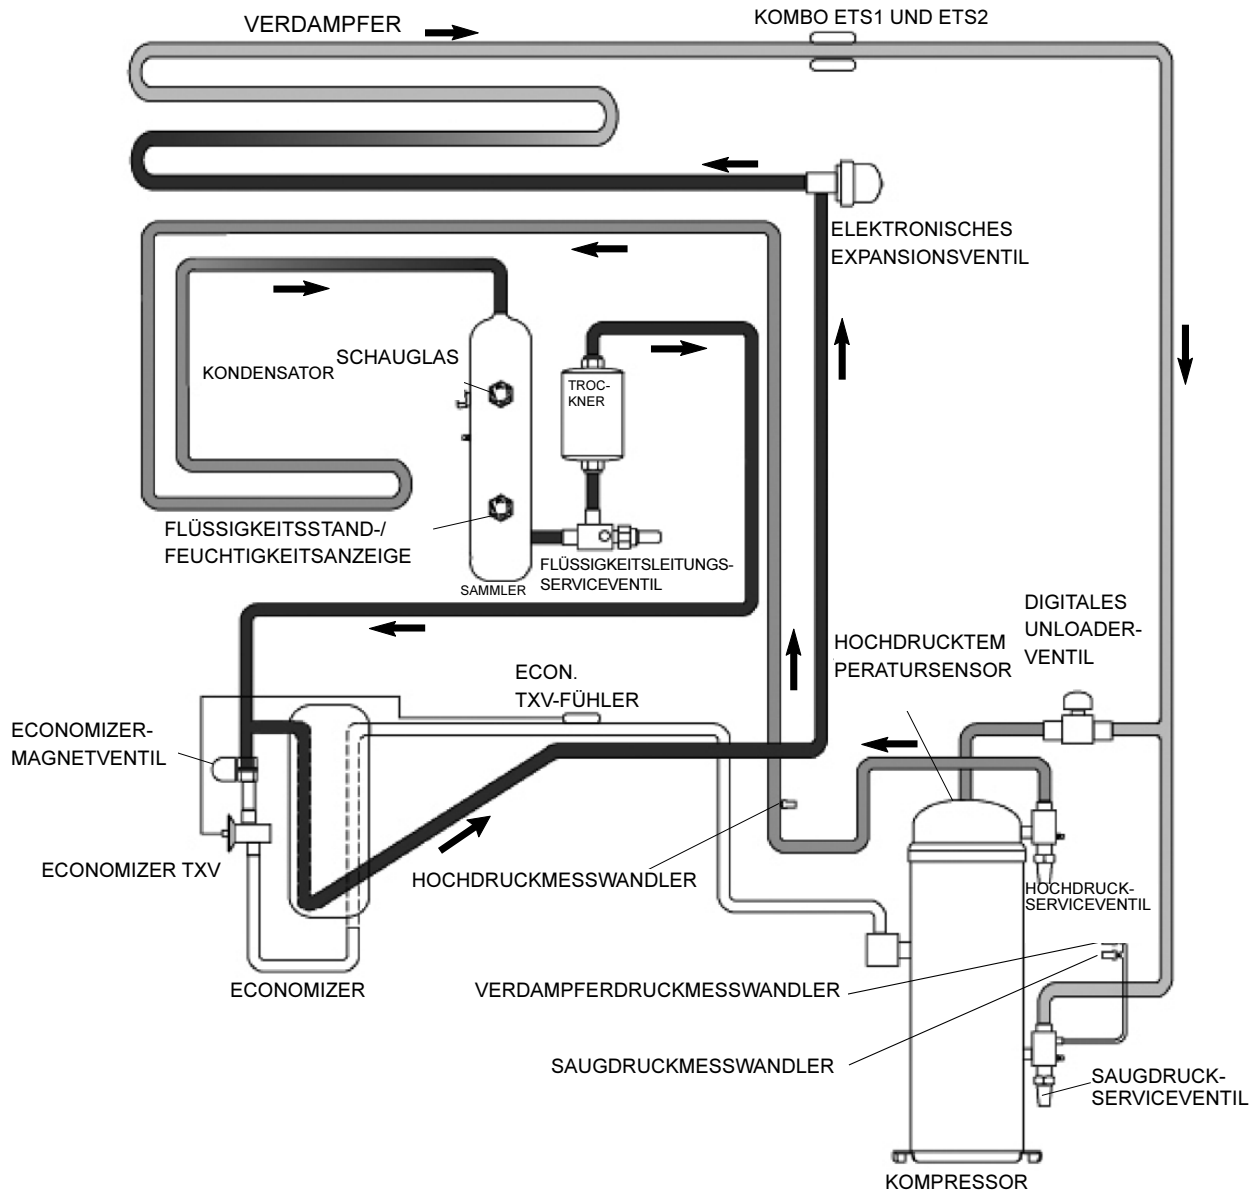 KOMBO ETS1 UND ETS2
VERDAMPFER
ELEKTRONISCHES
EXPANSIONSVENTIL
SCHAUGLAS
KONDENSATOR
TROC-
KNER
FLÜSSIGKEITSSTAND-/
FEUCHTIGKEITSANZEIGE
FLÜSSIGKEITSLEITUNGS-
SERVICEVENTIL
SAMMLER
DIGITALES
UNLOADER-
VENTIL
HOCHDRUCKTEM
PERATURSENSOR
ECON.
TXV-FÜHLER
ECONOMIZER-
MAGNETVENTIL
ECONOMIZER TXV
HOCHDRUCKMESSWANDLER
HOCHDRUCK-
SERVICEVENTIL
ECONOMIZER
VERDAMPFERDRUCKMESSWANDLER
SAUGDRUCKMESSWANDLER
SAUGDRUCK-
SERVICEVENTIL
KOMPRESSOR